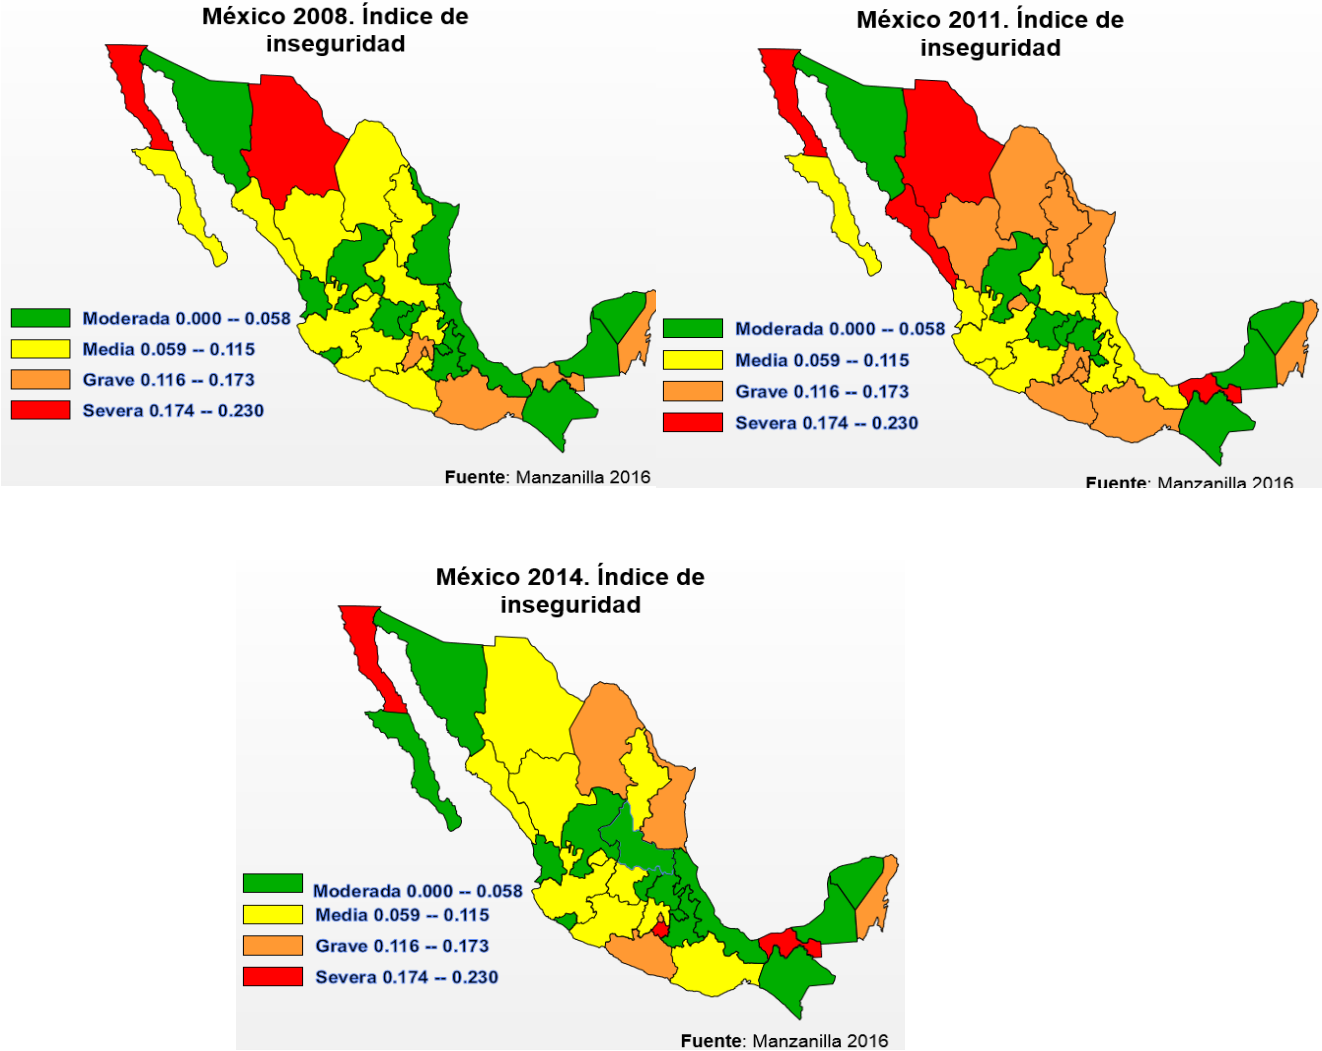 México 2008. Índice de
inseguridad
Moderada 0.000 -- 0.058
Media 0.059 -- 0.115
Grave 0.116 -- 0.173
Severa 0.174 -- 0.230
Fuente: Manzanilla 2016
México 2011. Índice de
inseguridad
Moderada 0.000 -- 0.058
Media 0.059 -- 0.115
Grave 0.116 -- 0.173
Severa 0.174 -- 0.230
Fuente: Manzanilla 2016
México 2014. Índice de
inseguridad
Moderada 0.000 -- 0.058
Media 0.059 -- 0.115
Grave 0.116 -- 0.173
Severa 0.174 -- 0.230
Fuente: Manzanilla 2016